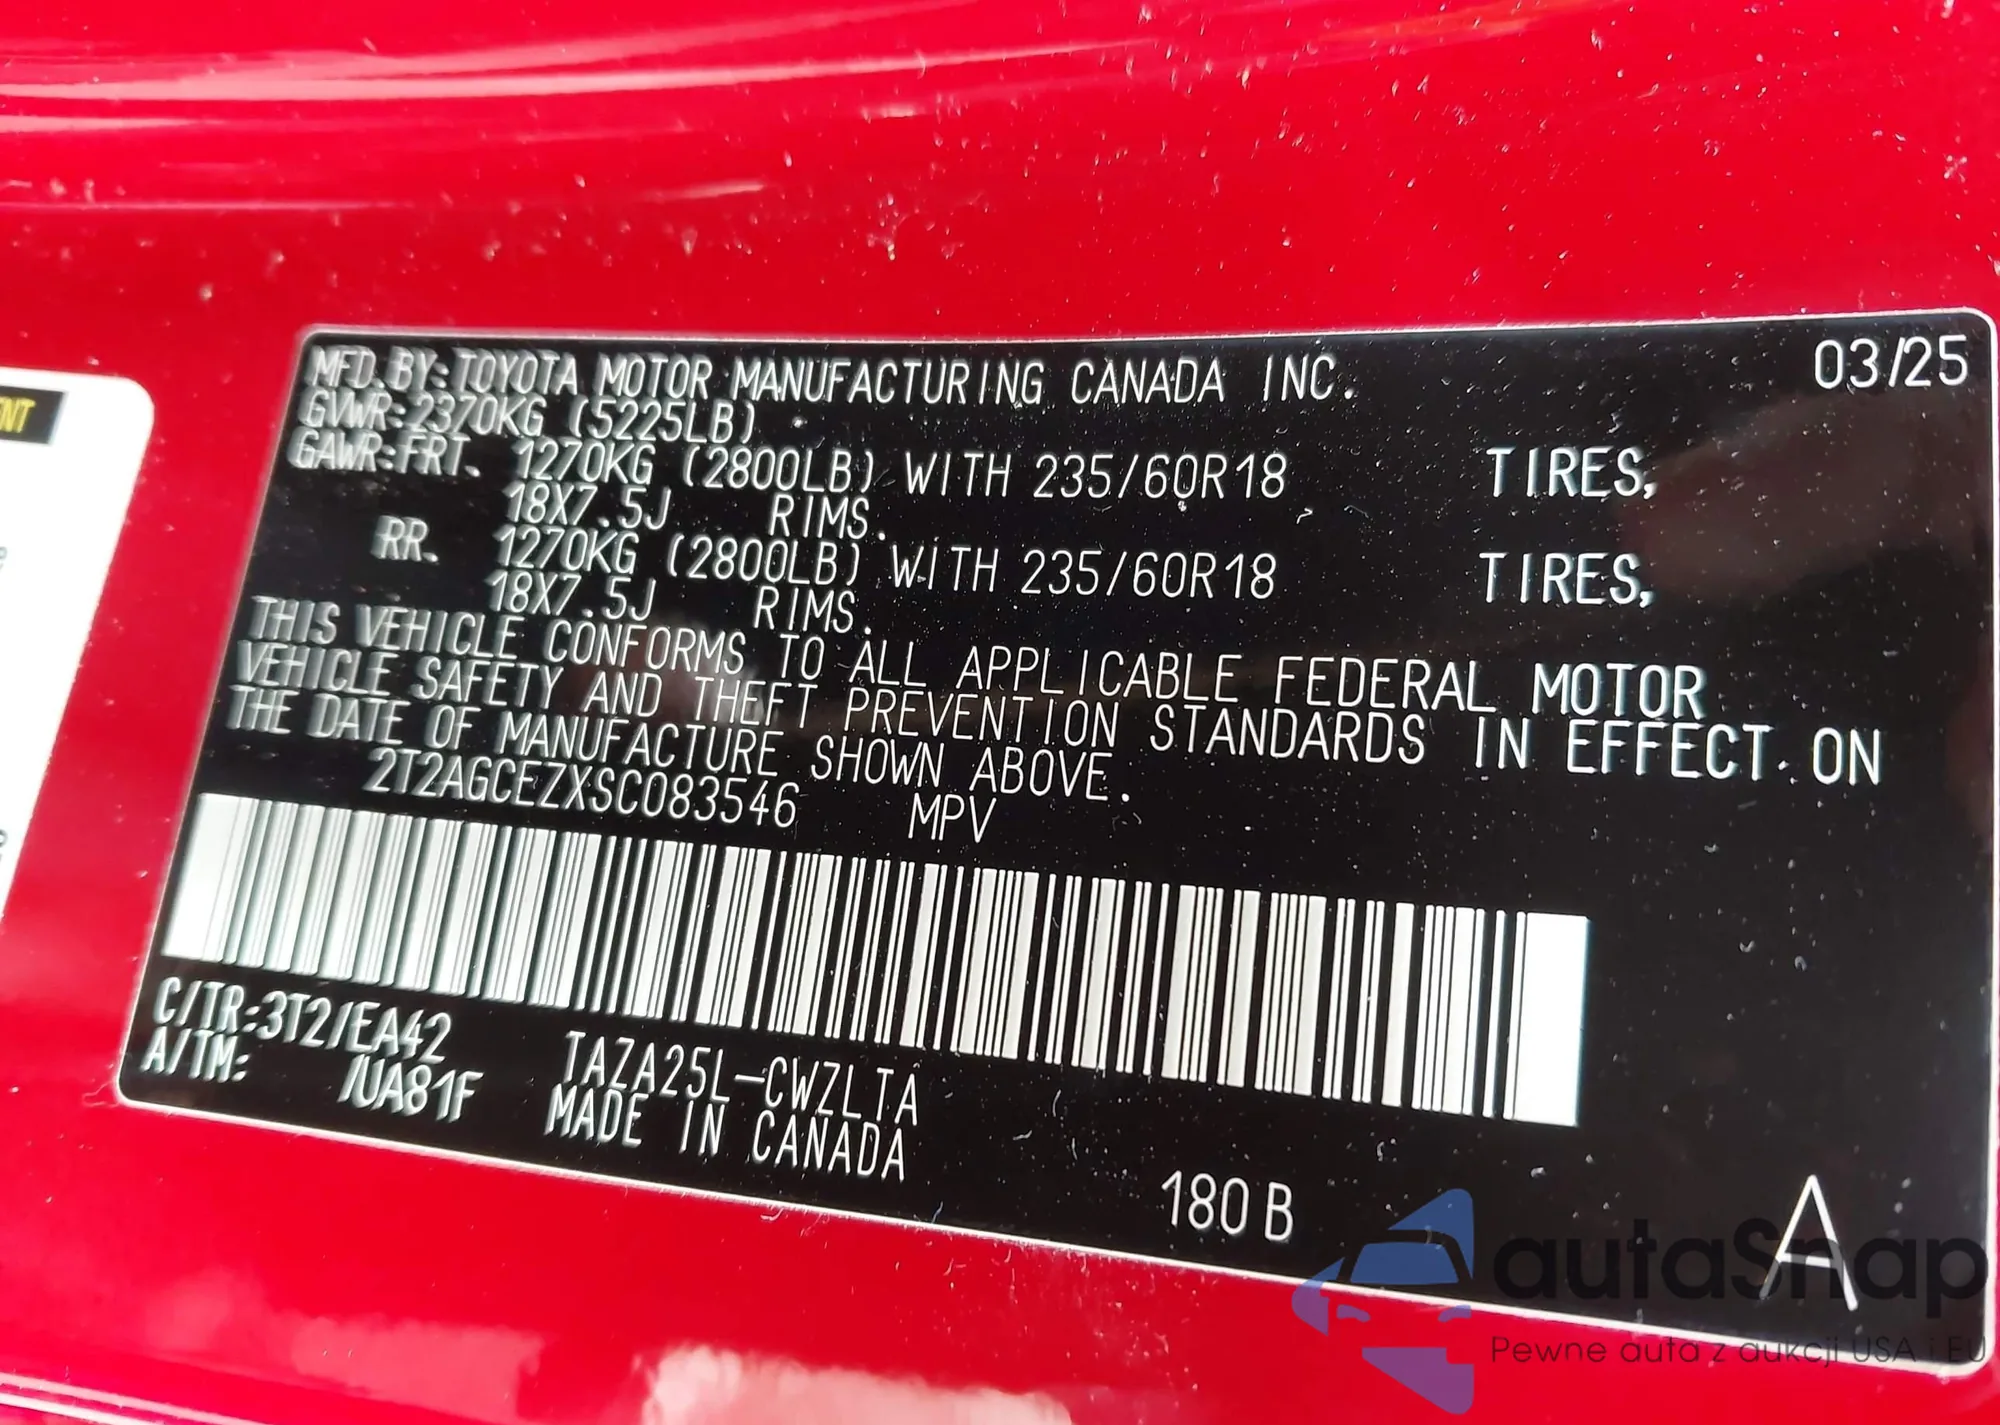 MFD. BY: TOYOTA MOTOR MANUFACTURING CANADA INC. 03/25
GVWR: 2370KG (5225LB)
GAWR: FRT. 1270KG (2800LB) WITH 235/60R18 TIRES,
18X7.5J RIMS.
RR. 1270KG (2800LB) WITH 235/60R18 TIRES,
18X7.5J RIMS.
THIS VEHICLE CONFORMS TO ALL APPLICABLE FEDERAL MOTOR
VEHICLE SAFETY AND THEFT PREVENTION STANDARDS IN EFFECT ON
THE DATE OF MANUFACTURE SHOWN ABOVE.
2T2AGCEZXSC083546 MPV
C/TR: 3T2/EA42 TAZA25L-CWZLTA
A/TM: /UA81F MADE IN CANADA
180 B
A
autaSnap
Pewne auta z aukcji USA i EU